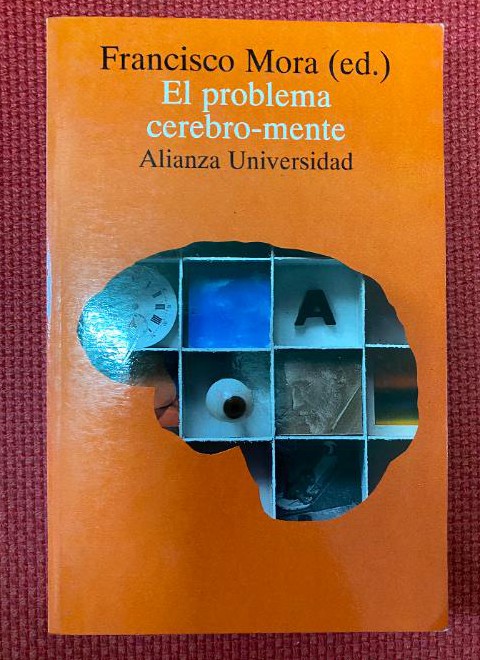 Francisco Mora (ed.)
El problema
cerebro-mente
Alianza Universidad
A